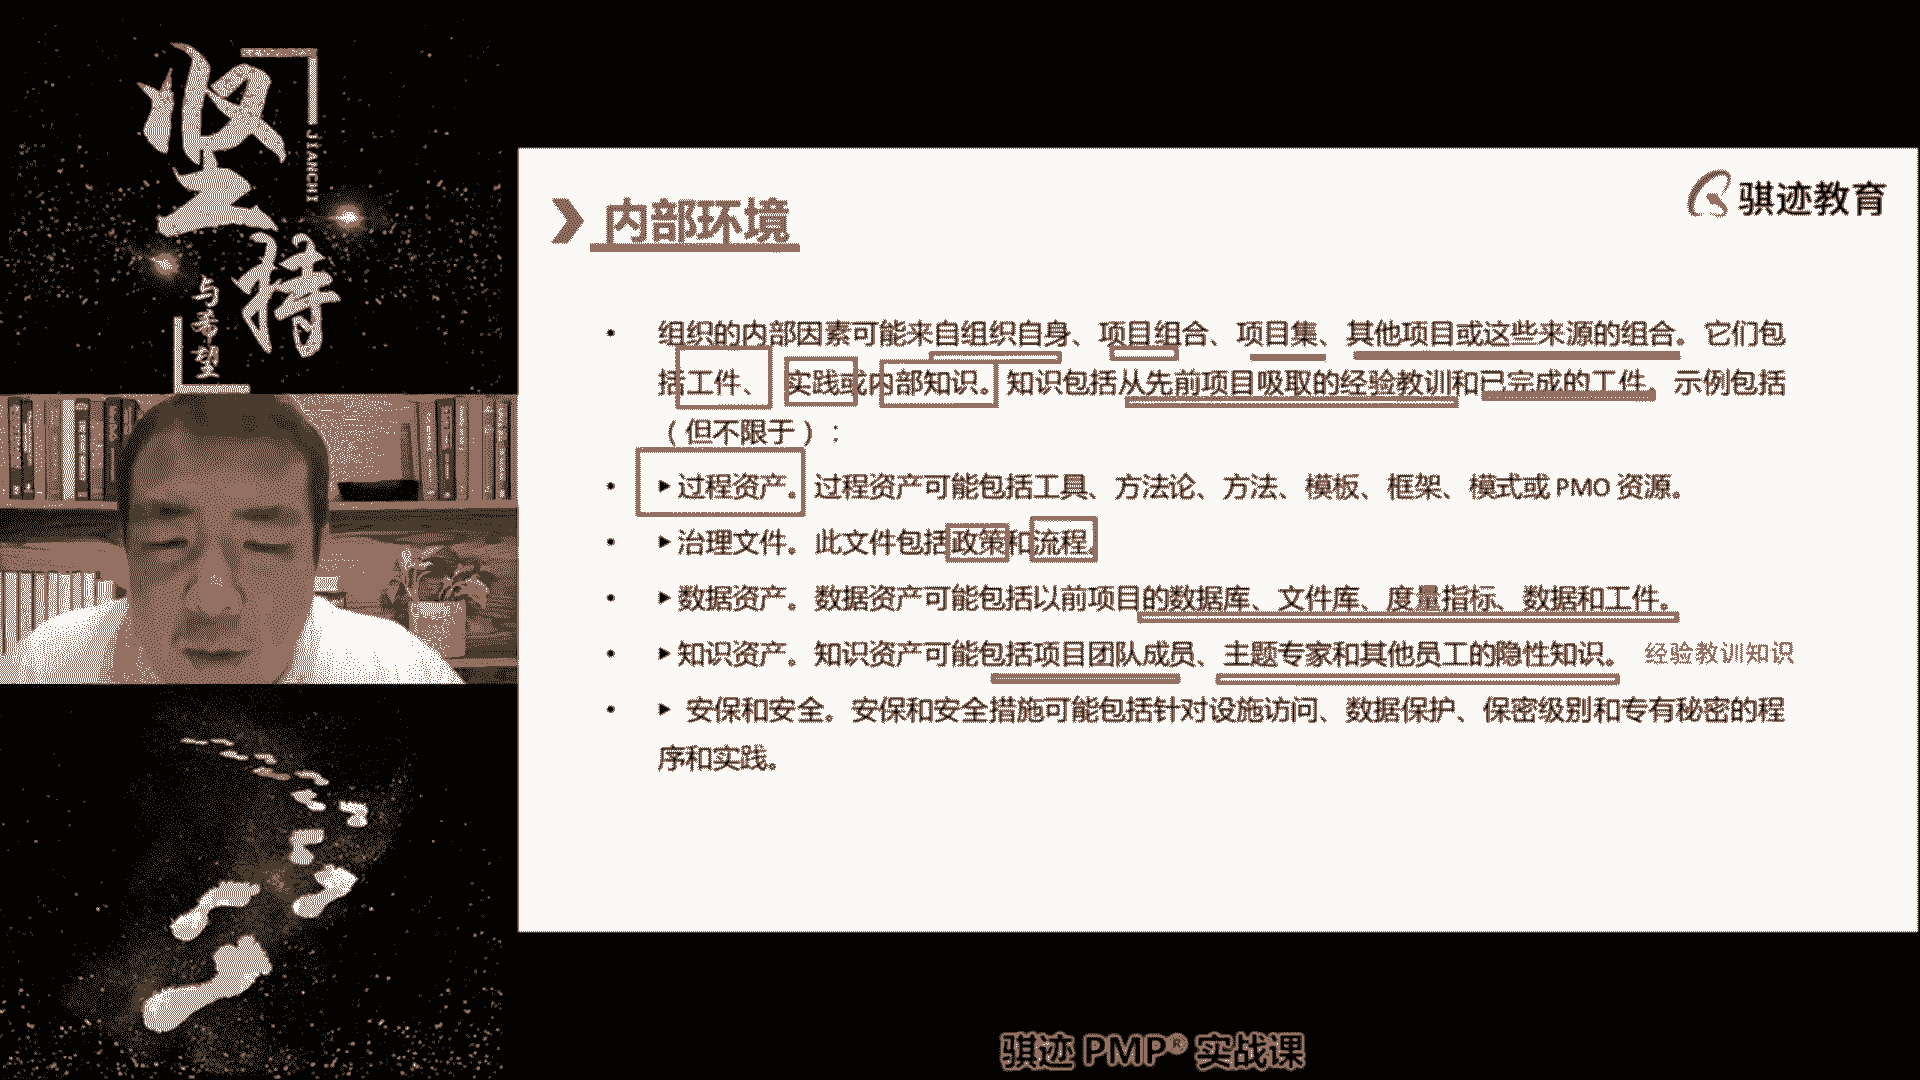 坚持
JIANCHI
与希望
骐迹教育
内部环境
• 组织的内部因素可能来自组织自身、项目组合、项目集、其他项目或这些来源的组合。它们包
括工件、实践或内部知识。知识包括从先前项目吸取的经验教训和已完成的工件。示例包括
（但不限于）：
• ▶过程资产。过程资产可能包括工具、方法论、方法、模板、框架、模式或 PMO 资源。
• ▶治理文件。此文件包括政策和流程。
• ▶数据资产。数据资产可能包括以前项目的数据库、文件库、度量指标、数据和工件。
• ▶知识资产。知识资产可能包括项目团队成员、主题专家和其他员工的隐性知识。 经验教训知识
• ▶ 安保和安全。安保和安全措施可能包括针对设施访问、数据保护、保密级别和专有秘密的程
序和实践。
骐迹 PMP® 实战课